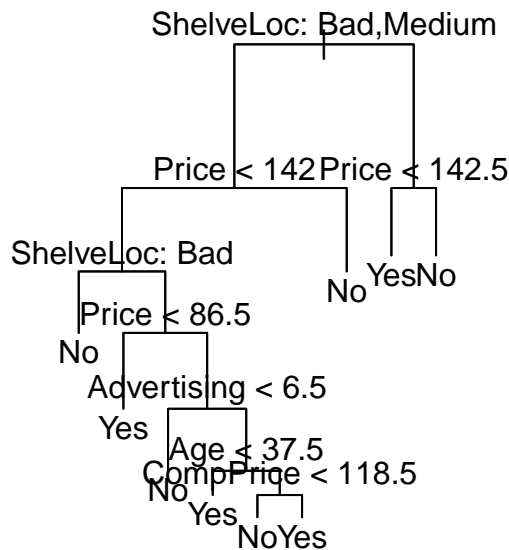 ShelveLoc: Bad,Medium
Price < 142
Price < 142.5
ShelveLoc: Bad
Yes
No
No
Price < 86.5
No
Advertising < 6.5
Yes
Age < 37.5
CompPrice < 118.5
No
Yes
No
Yes